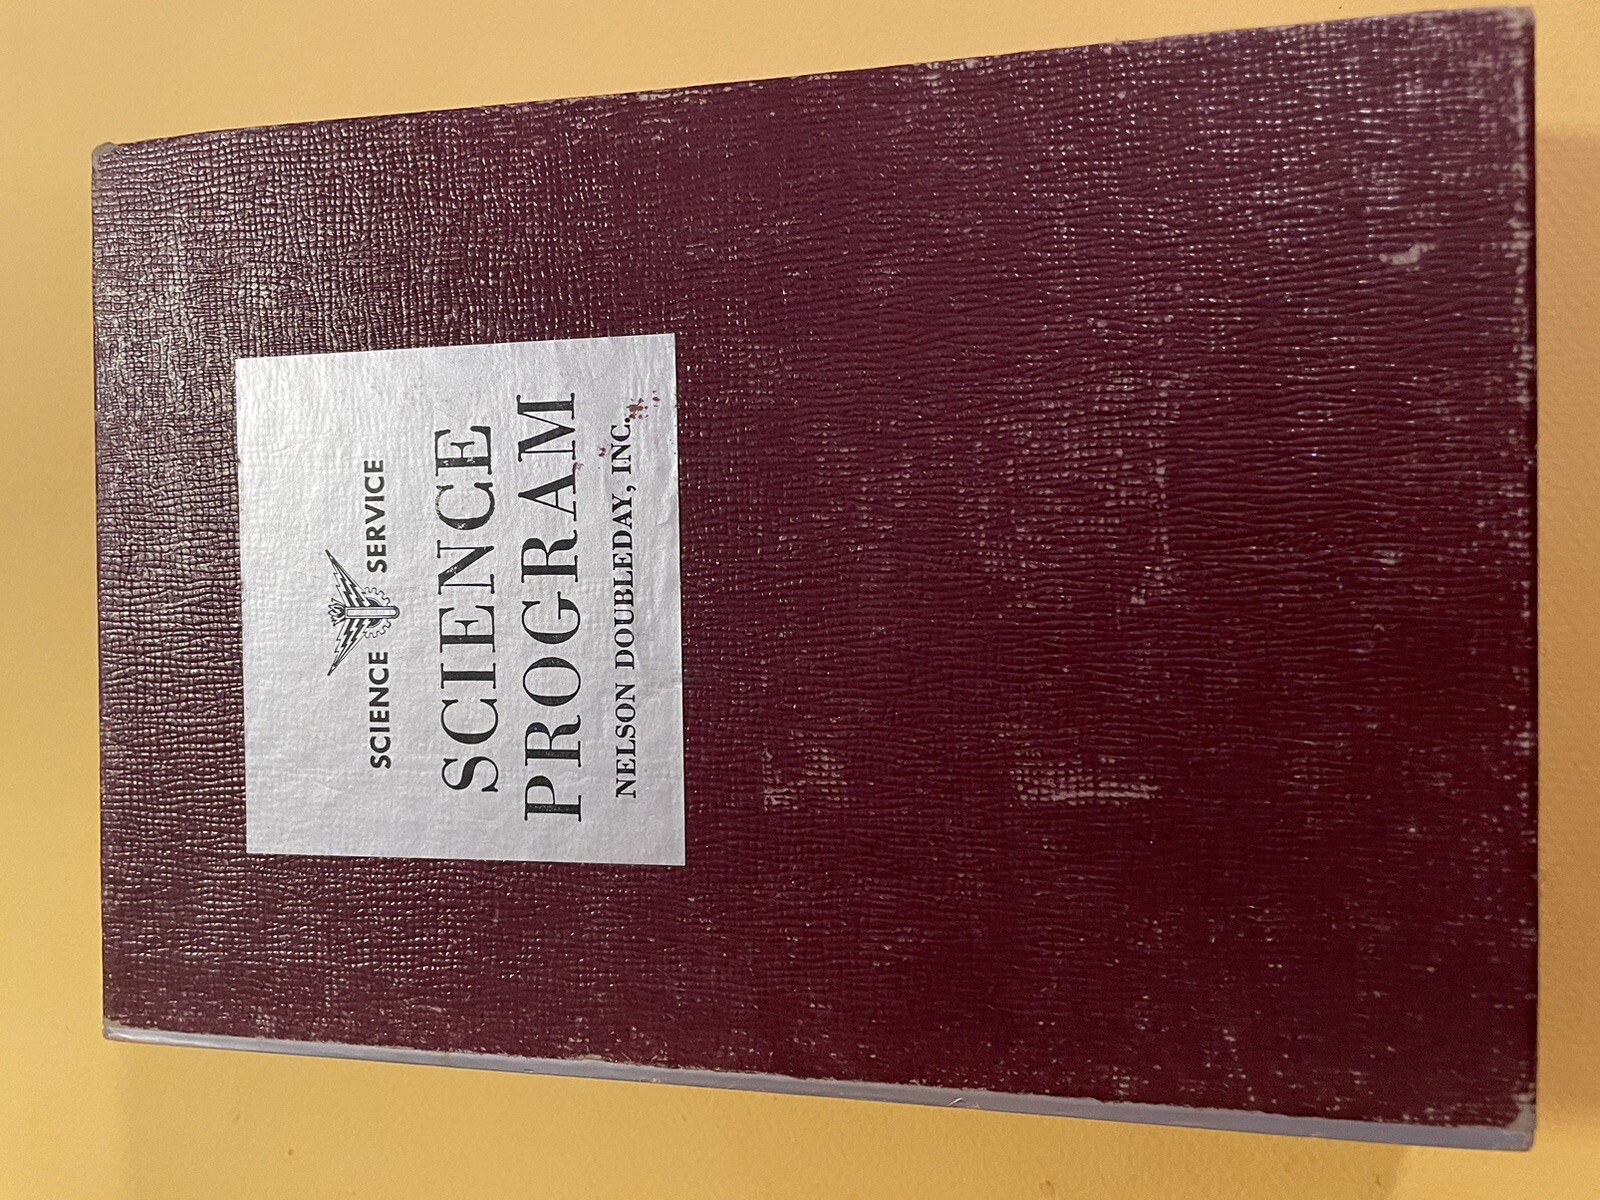 SCIENCE SERVICE
SCIENCE
PROGRAM
NELSON DOUBLEDAY, INC.